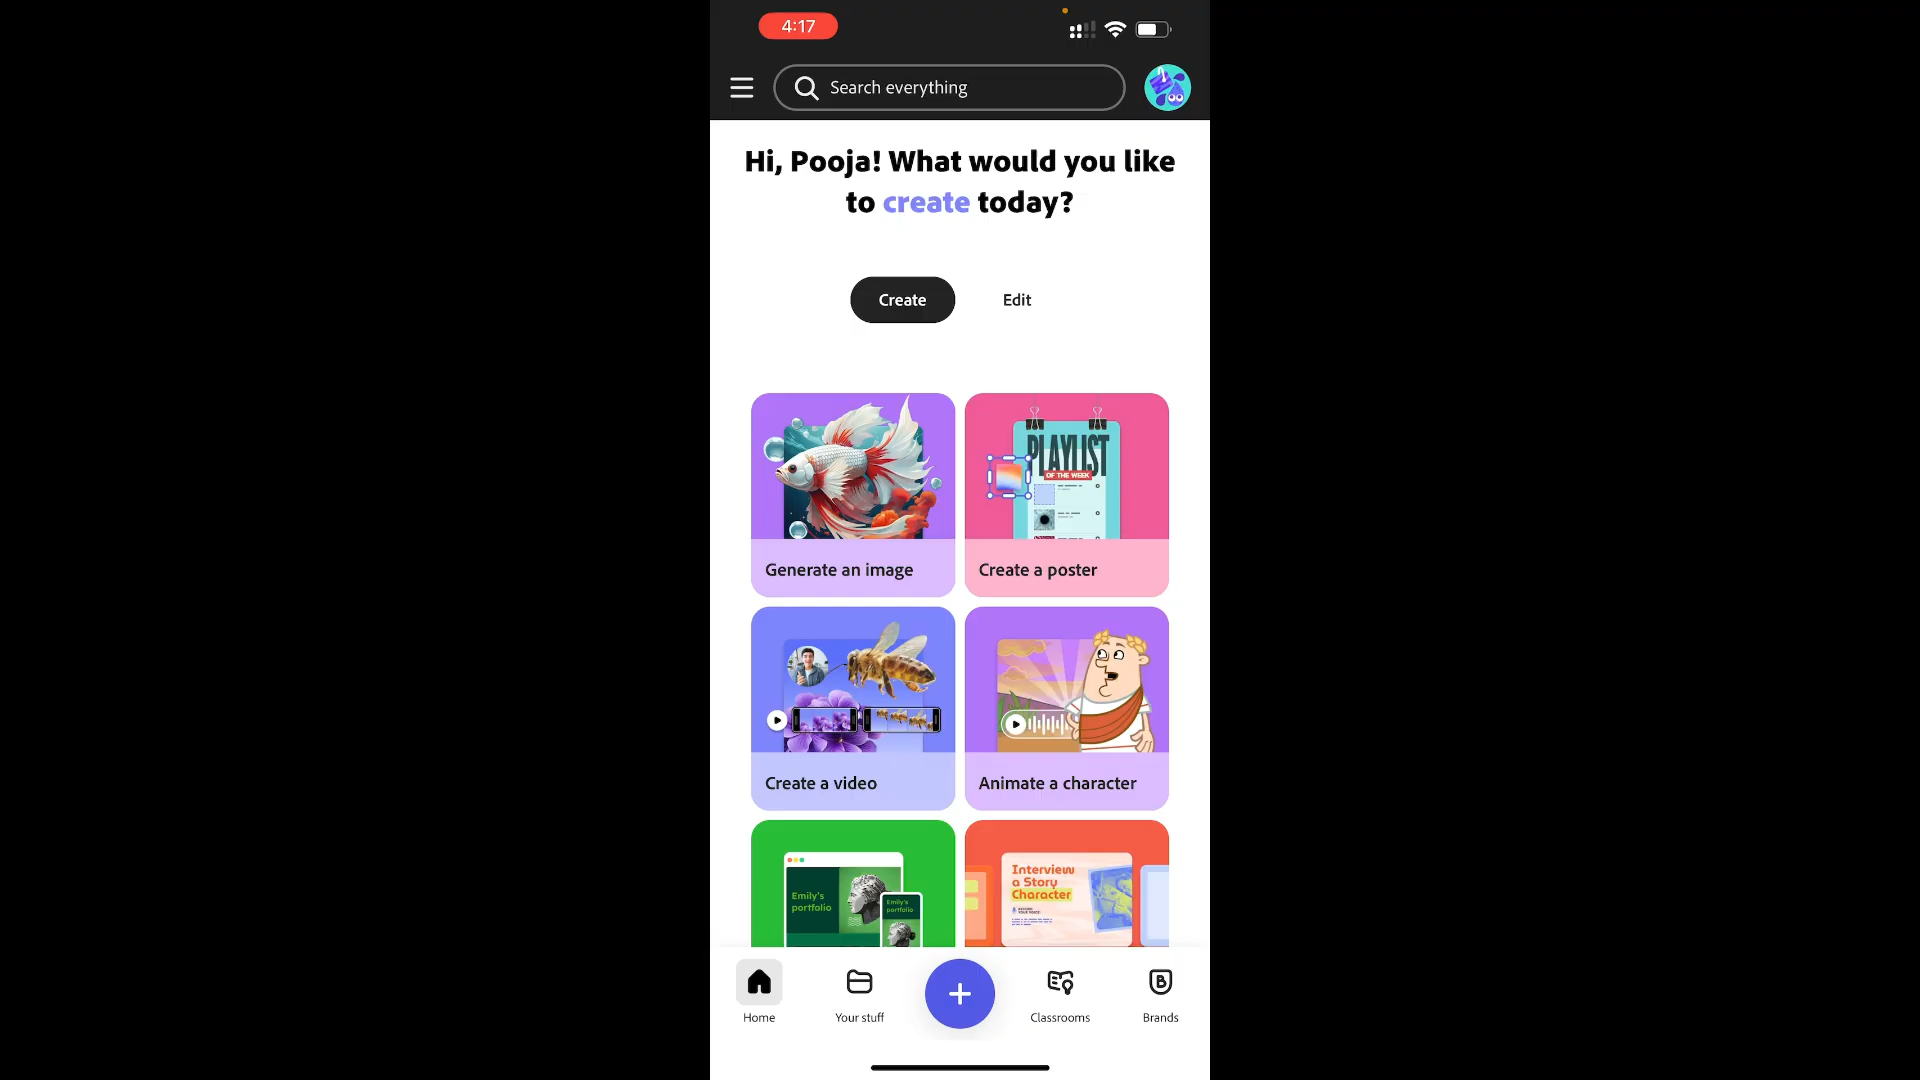 4:17
Search everything
Hi, Pooja! What would you like
to create today?
Create
Edit
PLAYLIST
OF THE WEEK
Generate an image
Create a poster
Create a video
Animate a character
Emily's
portfolio
Emily's
portfolio
Interview
a Story
Character
Home
Your stuff
Classrooms
B
Brands